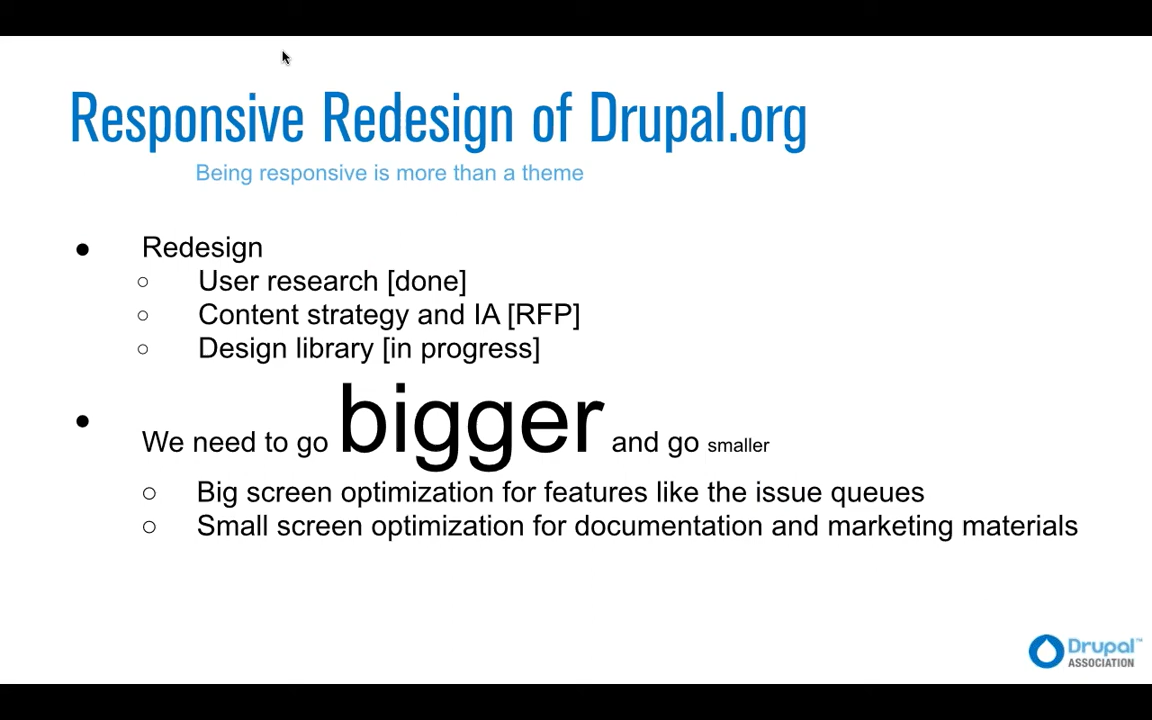 Responsive Redesign of Drupal.org
Being responsive is more than a theme
● Redesign
○ User research [done]
○ Content strategy and IA [RFP]
○ Design library [in progress]
• We need to go bigger and go smaller
○ Big screen optimization for features like the issue queues
○ Small screen optimization for documentation and marketing materials
Drupal™
ASSOCIATION